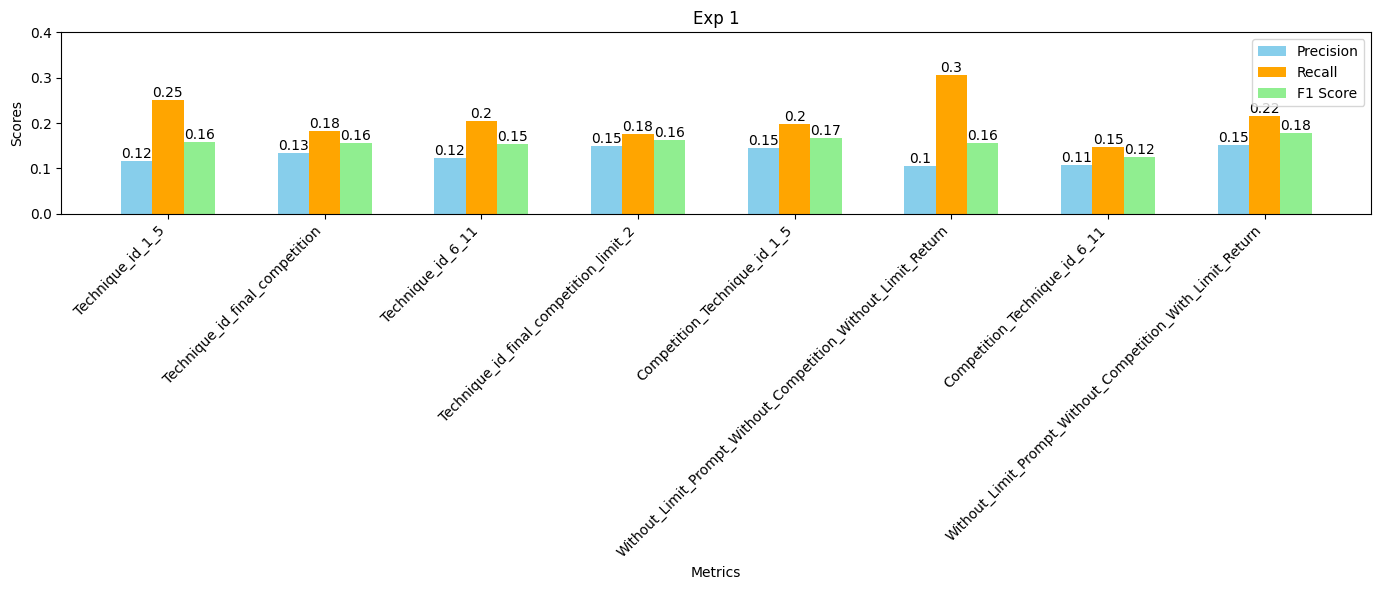 Exp 1
0.4
0.3
0.2
0.1
0.0
Scores
Precision
Recall
F1 Score
0.12
0.25
0.16
0.13
0.18
0.16
0.12
0.2
0.15
0.15
0.18
0.16
0.15
0.2
0.17
0.1
0.3
0.16
0.11
0.15
0.12
0.15
0.22
0.18
Technique_id_1_5
Technique_id_final_competition
Technique_id_6_11
Technique_id_final_competition_limit_2
Competition_Technique_id_1_5
Without_Limit_Prompt_Without_Competition_Without_Limit_Return
Competition_Technique_id_6_11
Without_Limit_Prompt_Without_Competition_With_Limit_Return
Metrics